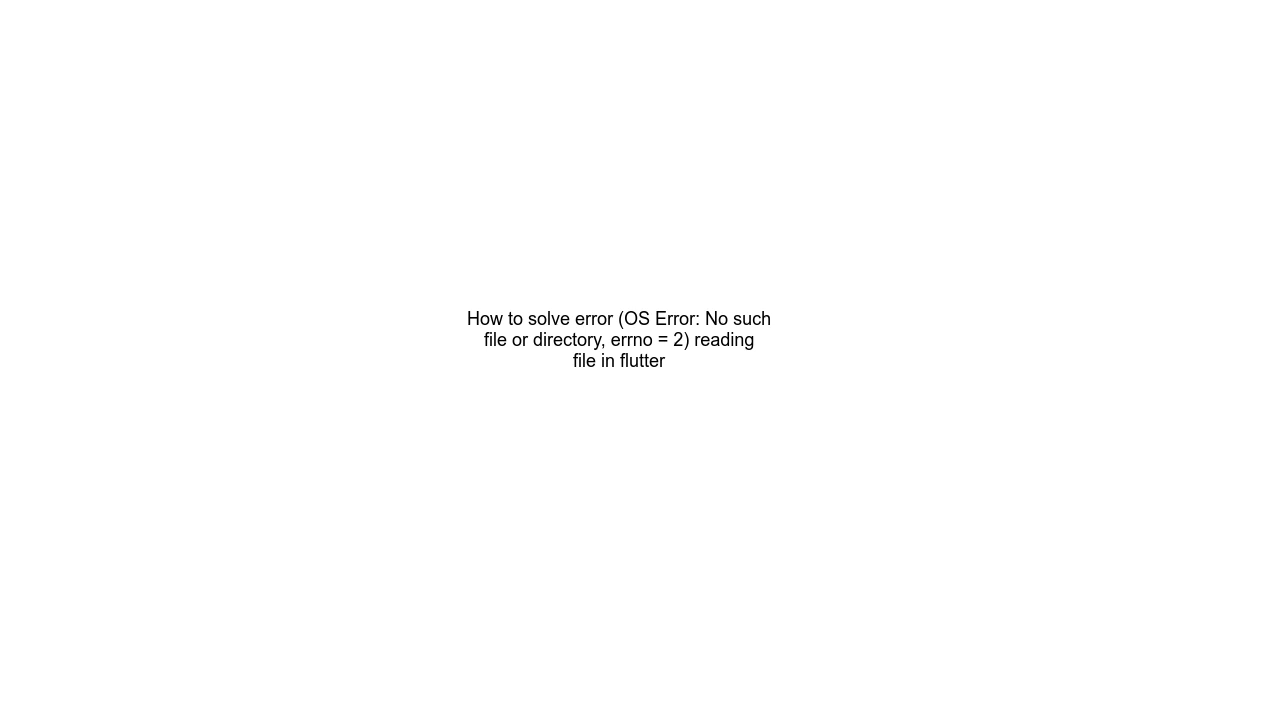 How to solve error (OS Error: No such
file or directory, errno = 2) reading
file in flutter